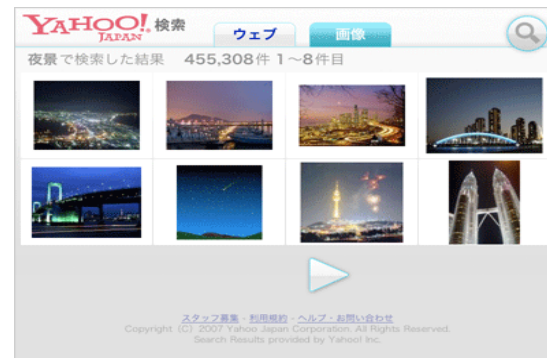 YAHOO! JAPAN 検索
ウェブ
画像
夜景で検索した結果 455,308件 1～8件目
スタッフ募集 - 利用規約 - ヘルプ・お問い合わせ
Copyright (C) 2007 Yahoo Japan Corporation. All Rights Reserved.
Search Results provided by Yahoo! Inc.